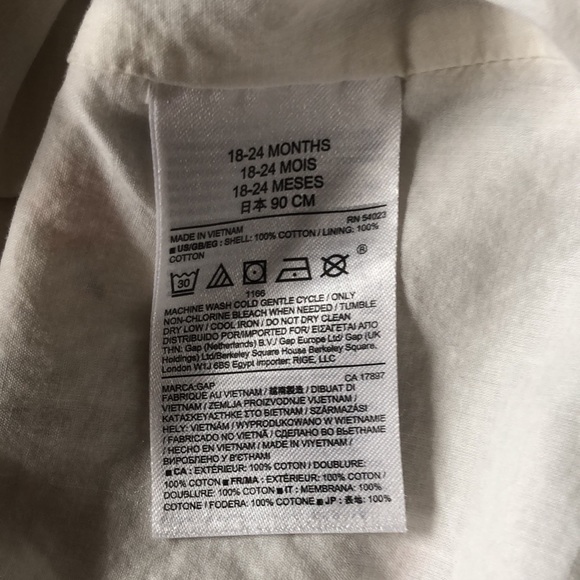 18-24 MONTHS
18-24 MOIS
18-24 MESES
日本 90 CM
MADE IN VIETNAM RN 54023
■ US/GB/EG : SHELL: 100% COTTON / LINING: 100%
COTTON
30 ®
1166
MACHINE WASH COLD GENTLE CYCLE / ONLY
NON-CHLORINE BLEACH WHEN NEEDED / TUMBLE
DRY LOW / COOL IRON / DO NOT DRY CLEAN
DISTRIBUIDO POR/IMPORTED FOR/ ΕΙΣΑΓΕΤΑΙ ΑΠΟ
ΤΗΝ: Gap (Netherlands) B.V./ Gap Europe Ltd/ Gap (UK
Holdings) Ltd/Berkeley Square House Berkeley Square,
London W1J 6BS Egypt importer: RIGE, LLC
MARCA:GAP CA 17897
FABRIQUÉ AU VIETNAM / 越南製造 / DIBUAT DI
VIETNAM / ZEMLJA PROIZVODNJE VIJETNAM /
ΚΑΤΑΣΚΕΥΑΣΤΗΚΕ ΣΤΟ ΒΙΕΤΝΑΜ / SZÁRMAZÁSI
HELY: VIETNÁM / WYPRODUKOWANO W WIETNAMIE
/ FABRICADO NO VIETNÃ / СДЕЛАНО ВО ВЬЕТНАМЕ
/ HECHO EN VIETNAM / MADE IN VIYETNAM /
ВИРОБЛЕНО У В'ЄТНАМІ
■ CA : EXTÉRIEUR: 100% COTON / DOUBLURE:
100% COTON ■ FR/MA : EXTÉRIEUR: 100% COTON /
DOUBLURE: 100% COTON ■ IT : MEMBRANA: 100%
COTONE / FODERA: 100% COTONE ■ JP : 表地: 100%